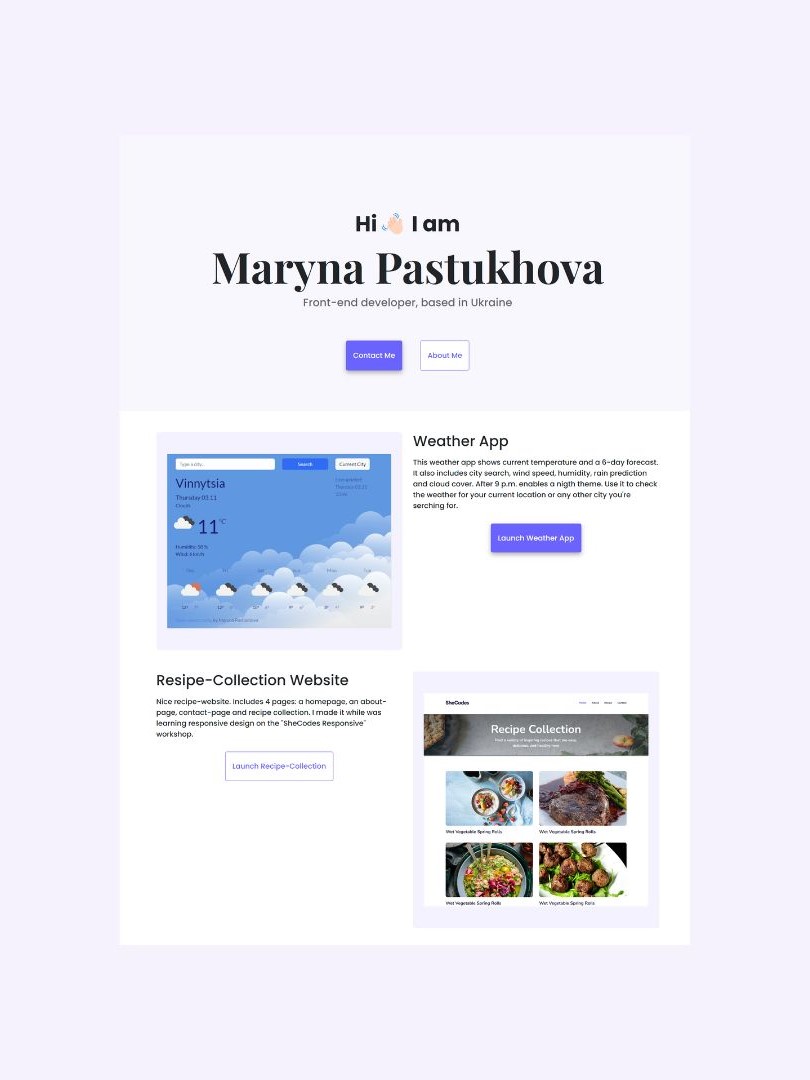 Hi 👋🏻 I am
Maryna Pastukhova
Front-end developer, based in Ukraine
Contact Me
About Me
Type a city..
Search
Current City
Vinnytsia
Thursday 03.11
Clouds
11°C
Humidity: 58%
Weather App
This weather app shows current temperature and a 6-day forecast.
It also includes city search, wind speed, humidity, rain prediction
and cloud cover. After 9 p.m. enables a nigth theme. Use it to check
the weather for your current location or any other city you're
serching for.
Launch Weather App
Resipe-Collection Website
Nice recipe-website. Includes 4 pages: a homepage, an about-
page, contact-page and recipe collection. I made it while was
learning responsive design on the "SheCodes Responsive"
workshop.
Launch Recipe-Collection
SheCodes
Recipe Collection
Wet Vegetable Spring Rolls
Wet Vegetable Spring Rolls
Wet Vegetable Spring Rolls
Wet Vegetable Spring Rolls